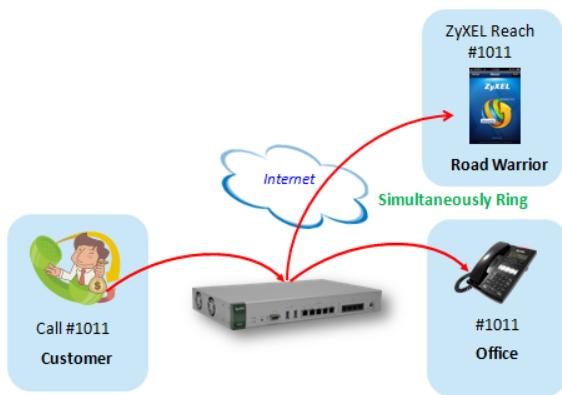 ZyXEL Reach
#1011
ZyXEL
Road Warrior
Internet
Simultaneously Ring
Call #1011
Customer
#1011
Office